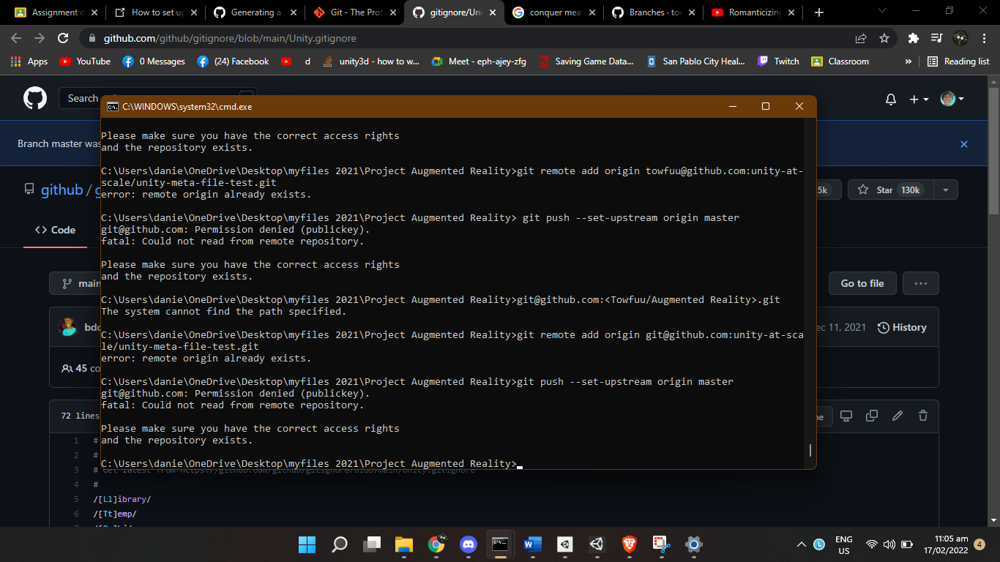 Assignment d
How to set up
Generating a
Git - The Prot
gitignore/Uni
conquer mea
Branches · tov
Romanticizing
github.com/github/gitignore/blob/main/Unity.gitignore
Apps
YouTube
0 Messages
(24) Facebook
d
unity3d - how to w...
Meet - eph-ajey-zfg
Saving Game Data...
San Pablo City Heal...
Twitch
Classroom
»
Reading list
Search
C:\WINDOWS\system32\cmd.exe
Branch master was
github / g
5k
Star 130k
Code
main
Go to file
bdo
ec 11, 2021
History
45 co
72 lines
Please make sure you have the correct access rights
and the repository exists.
C:\Users\danie\OneDrive\Desktop\myfiles 2021\Project Augmented Reality>git remote add origin towfuu@github.com:unity-at-
scale/unity-meta-file-test.git
error: remote origin already exists.
C:\Users\danie\OneDrive\Desktop\myfiles 2021\Project Augmented Reality> git push --set-upstream origin master
git@github.com: Permission denied (publickey).
fatal: Could not read from remote repository.
Please make sure you have the correct access rights
and the repository exists.
C:\Users\danie\OneDrive\Desktop\myfiles 2021\Project Augmented Reality>git@github.com:<Towfuu/Augmented Reality>.git
The system cannot find the path specified.
C:\Users\danie\OneDrive\Desktop\myfiles 2021\Project Augmented Reality>git remote add origin git@github.com:unity-at-sca
le/unity-meta-file-test.git
error: remote origin already exists.
C:\Users\danie\OneDrive\Desktop\myfiles 2021\Project Augmented Reality>git push --set-upstream origin master
git@github.com: Permission denied (publickey).
fatal: Could not read from remote repository.
Please make sure you have the correct access rights
and the repository exists.
C:\Users\danie\OneDrive\Desktop\myfiles 2021\Project Augmented Reality>
1 #
2 #
3 # Get latest from https://github.com/github/gitignore/blob/main/Unity.gitignore
4 #
5 /[Ll]ibrary/
6 /[Tt]emp/
ENG
US
11:05 am
17/02/2022
4